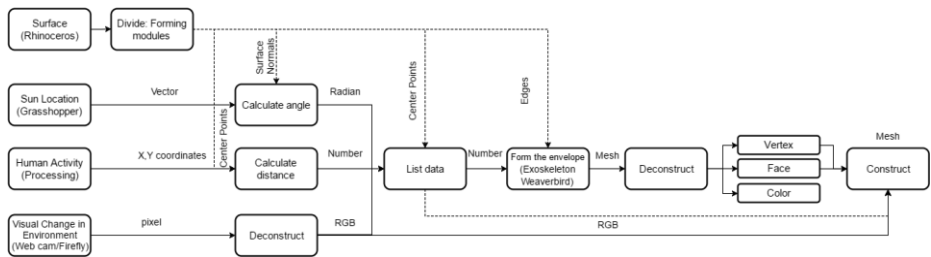 Surface
(Rhinoceros)
Divide: Forming
modules
Surface
Normals
Center Points
Edges
Sun Location
(Grasshopper)
Vector
Calculate angle
Radian
Center Points
Human Activity
(Processing)
X,Y coordinates
Calculate
distance
Number
List data
Number
Form the envelope
(Exoskeleton
Weaverbird)
Mesh
Deconstruct
Vertex
Face
Color
Mesh
Construct
Visual Change in
Environment
(Web cam/Firefly)
pixel
Deconstruct
RGB
RGB